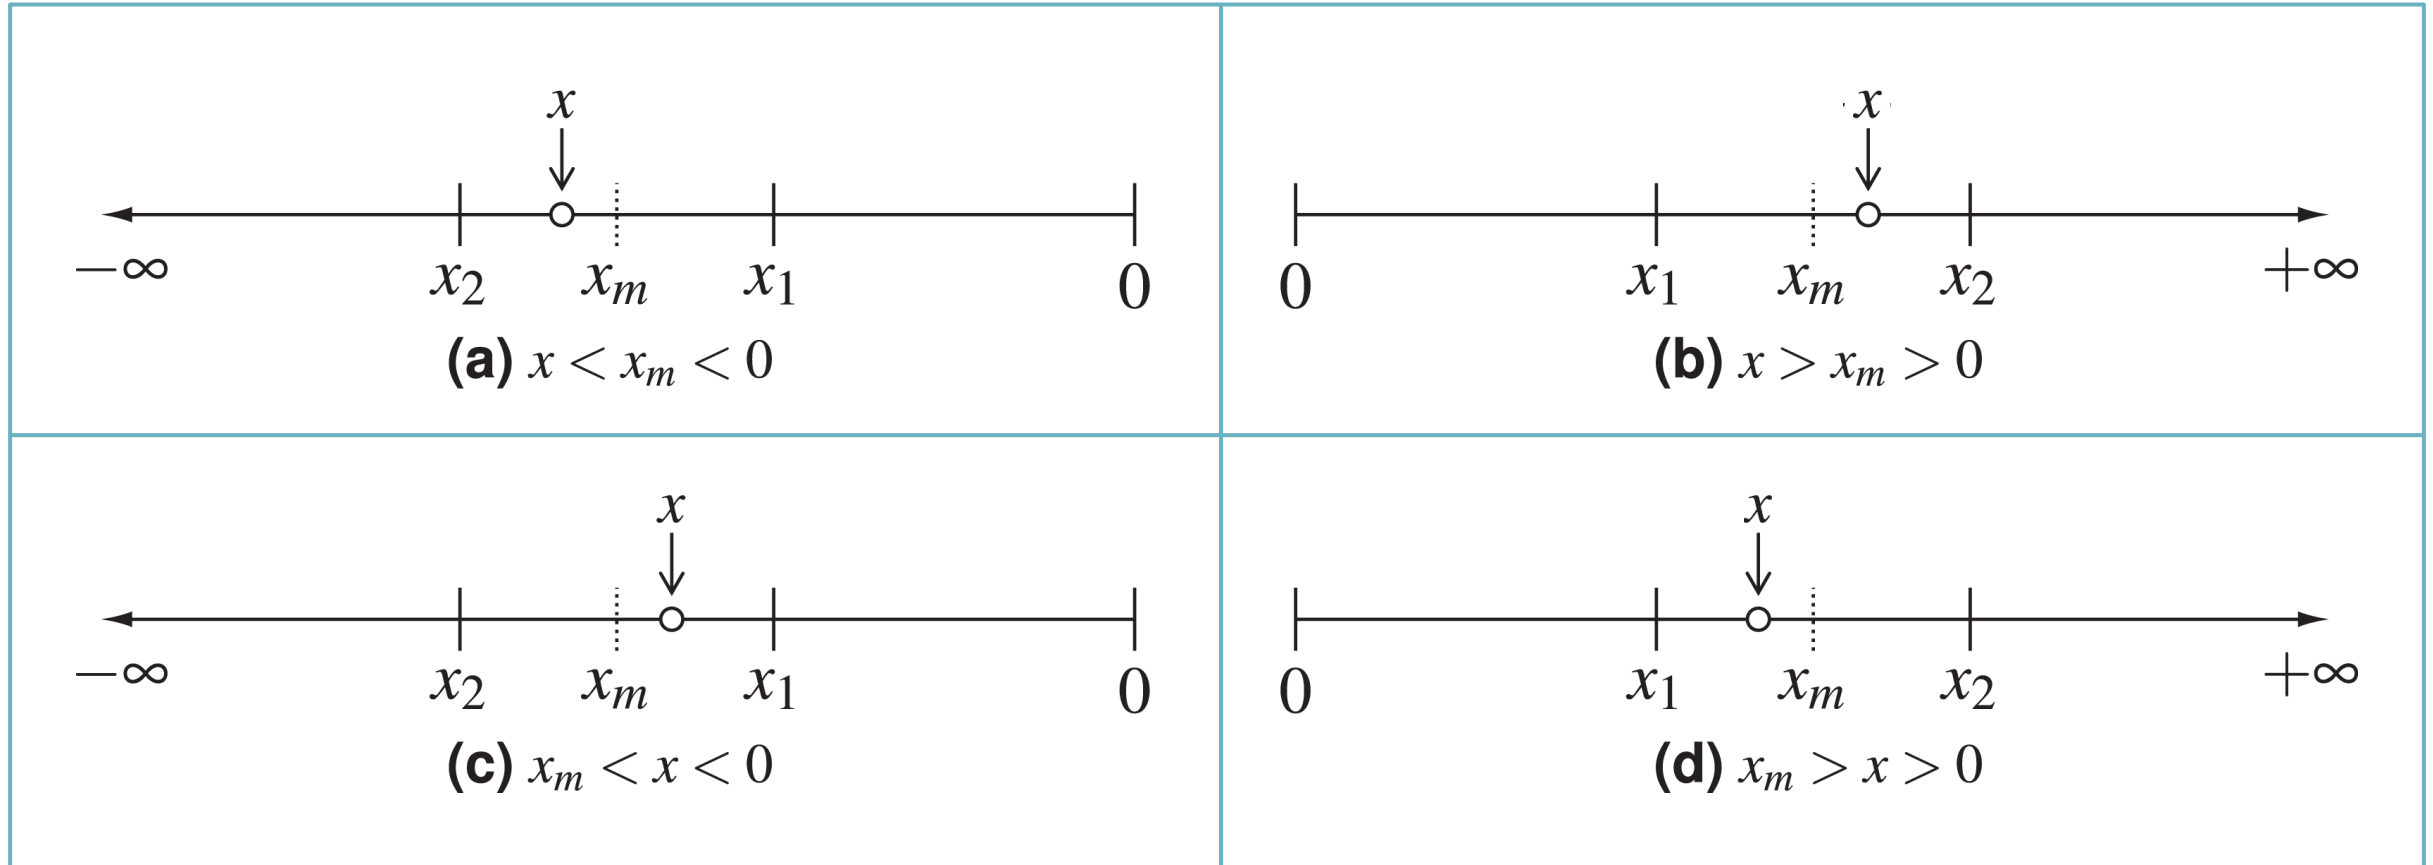 x
−∞ x₂ xₘ x₁ 0
(a) x < xₘ < 0
x
0 x₁ xₘ x₂ +∞
(b) x > xₘ > 0
x
−∞ x₂ xₘ x₁ 0
(c) xₘ < x < 0
x
0 x₁ xₘ x₂ +∞
(d) xₘ > x > 0